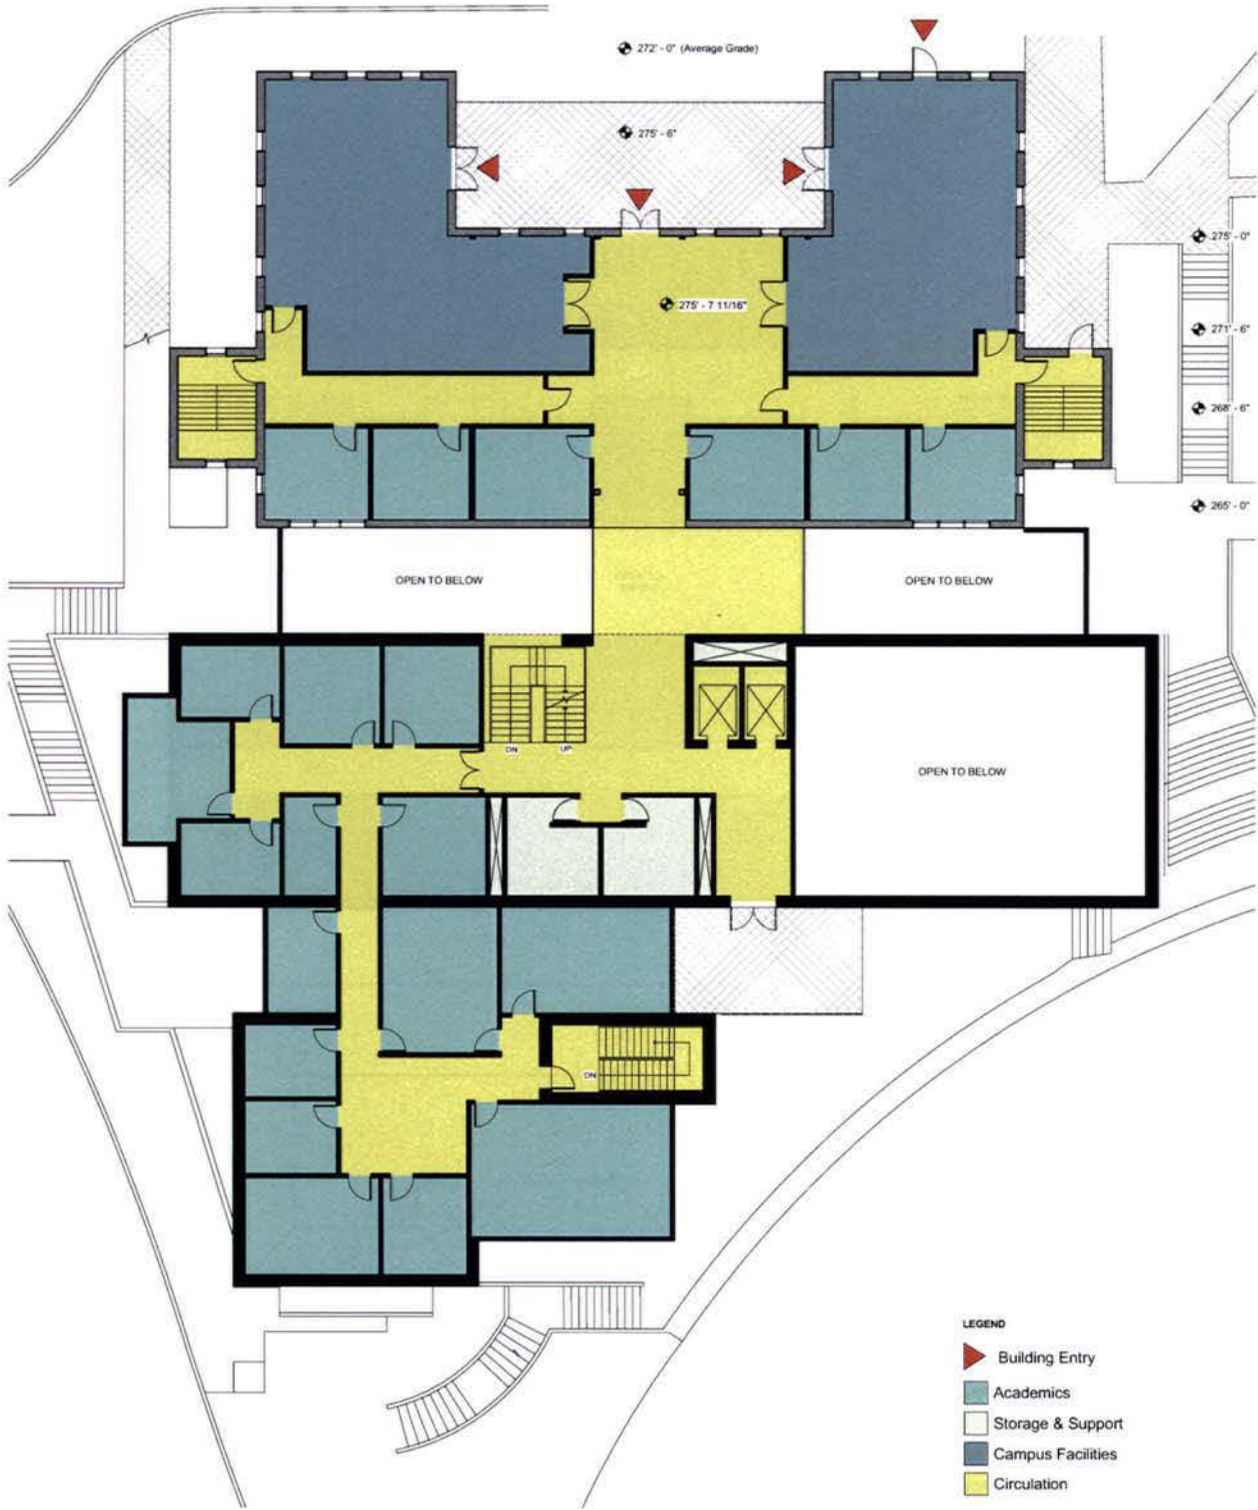 272' - 0" (Average Grade)
275' - 6"
275' - 0"
275' - 7 11/16"
271' - 6"
268' - 6"
265' - 0"
OPEN TO BELOW
OPEN TO BELOW
DN
UP
OPEN TO BELOW
DN
LEGEND
Building Entry
Academics
Storage & Support
Campus Facilities
Circulation